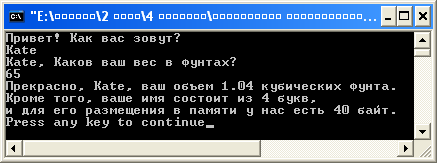 "E:\□□□□□□\2 □□□□\4 □□□□□□□\□□□□□□□□□ □□□□□□□□□□□□...
Привет! Как вас зовут?
Kate
Kate, Каков ваш вес в фунтах?
65
Прекрасно, Kate, ваш объем 1.04 кубических фунта.
Кроме того, ваше имя состоит из 4 букв,
и для его размещения в памяти у нас есть 40 байт.
Press any key to continue_